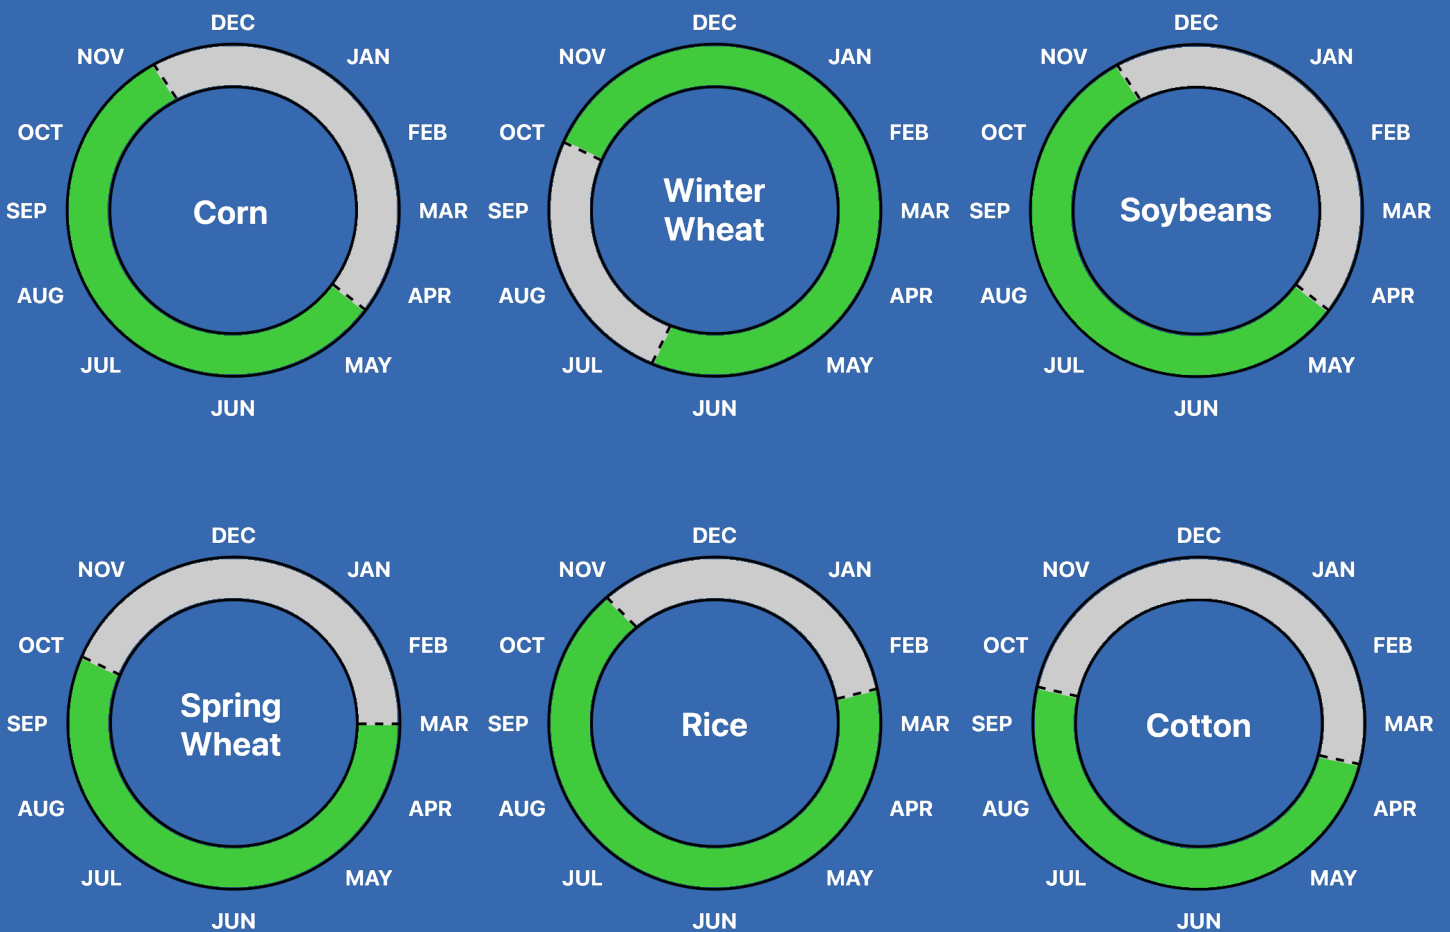 DEC
NOV
JAN
OCT
FEB
Corn
SEP
MAR
AUG
APR
JUL
MAY
JUN
DEC
NOV
JAN
OCT
FEB
Winter
Wheat
SEP
MAR
AUG
APR
JUL
MAY
JUN
DEC
NOV
JAN
OCT
FEB
Soybeans
SEP
MAR
AUG
APR
JUL
MAY
JUN
DEC
NOV
JAN
OCT
FEB
Spring
Wheat
SEP
MAR
AUG
APR
JUL
MAY
JUN
DEC
NOV
JAN
OCT
FEB
Rice
SEP
MAR
AUG
APR
JUL
MAY
JUN
DEC
NOV
JAN
OCT
FEB
Cotton
SEP
MAR
AUG
APR
JUL
MAY
JUN